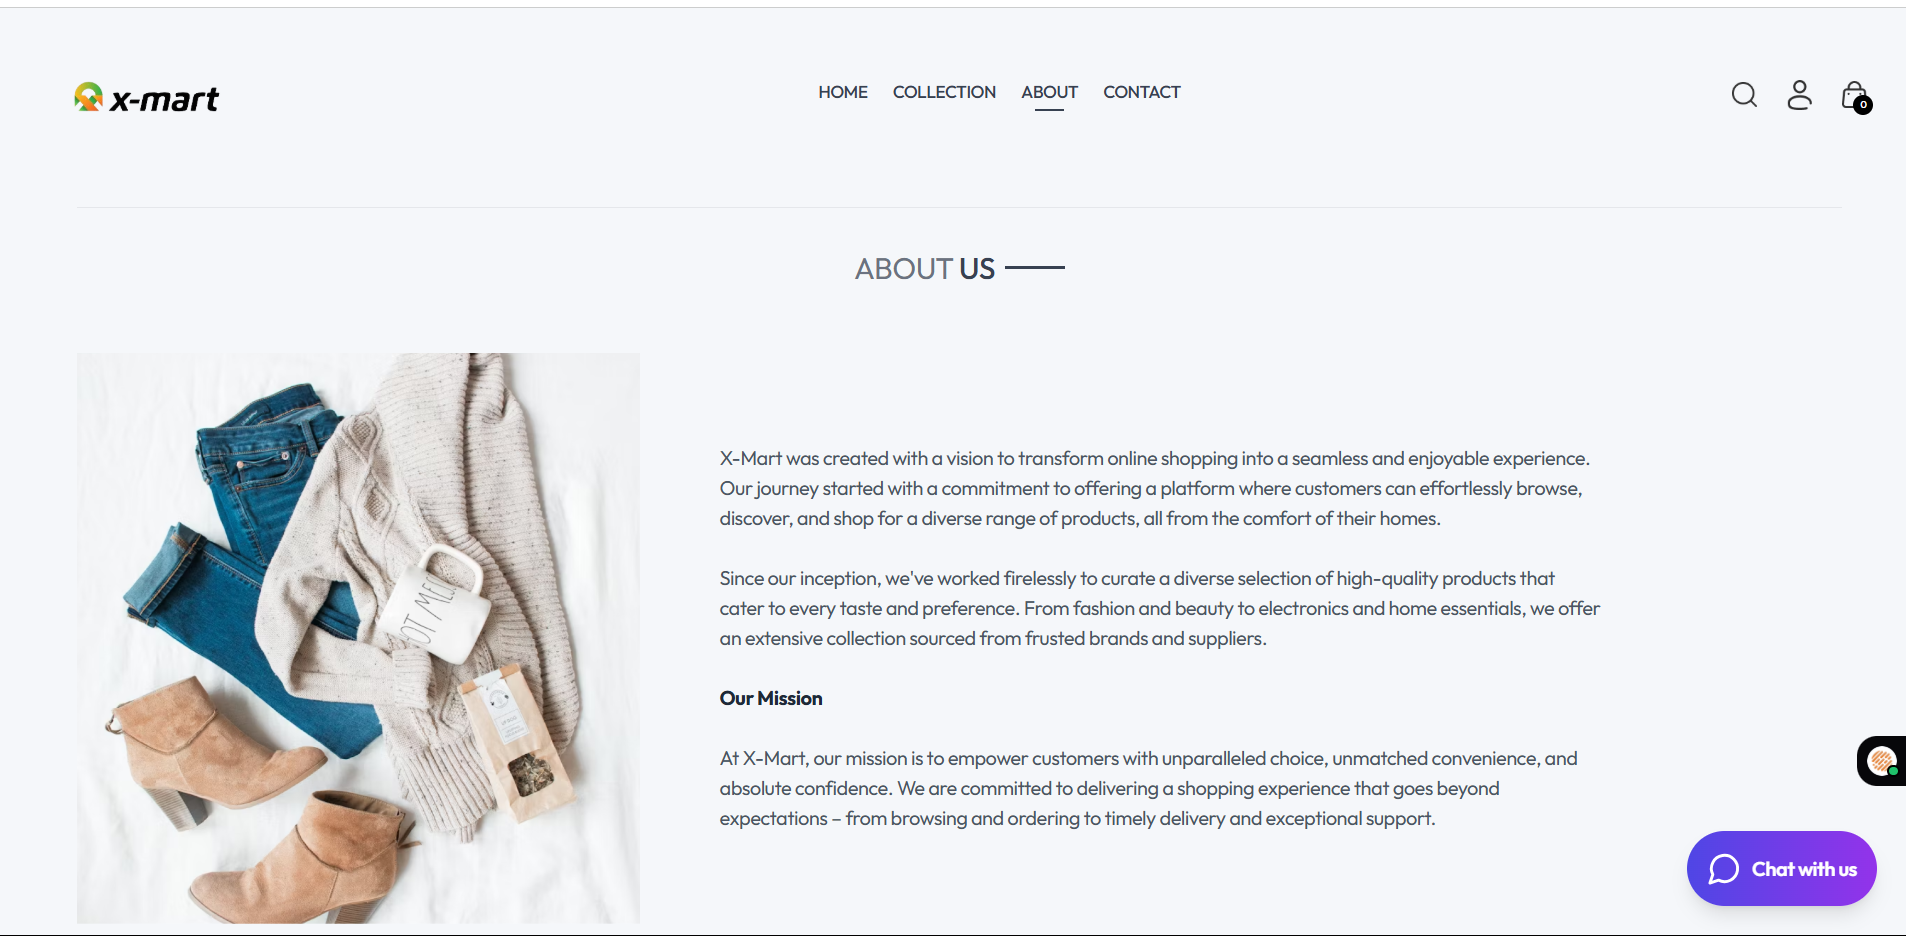 x-mart
HOME COLLECTION ABOUT CONTACT
0
ABOUT US
X-Mart was created with a vision to transform online shopping into a seamless and enjoyable experience.
Our journey started with a commitment to offering a platform where customers can effortlessly browse,
discover, and shop for a diverse range of products, all from the comfort of their homes.
Since our inception, we've worked firelessly to curate a diverse selection of high-quality products that
cater to every taste and preference. From fashion and beauty to electronics and home essentials, we offer
an extensive collection sourced from frusted brands and suppliers.
Our Mission
At X-Mart, our mission is to empower customers with unparalleled choice, unmatched convenience, and
absolute confidence. We are committed to delivering a shopping experience that goes beyond
expectations – from browsing and ordering to timely delivery and exceptional support.
Chat with us